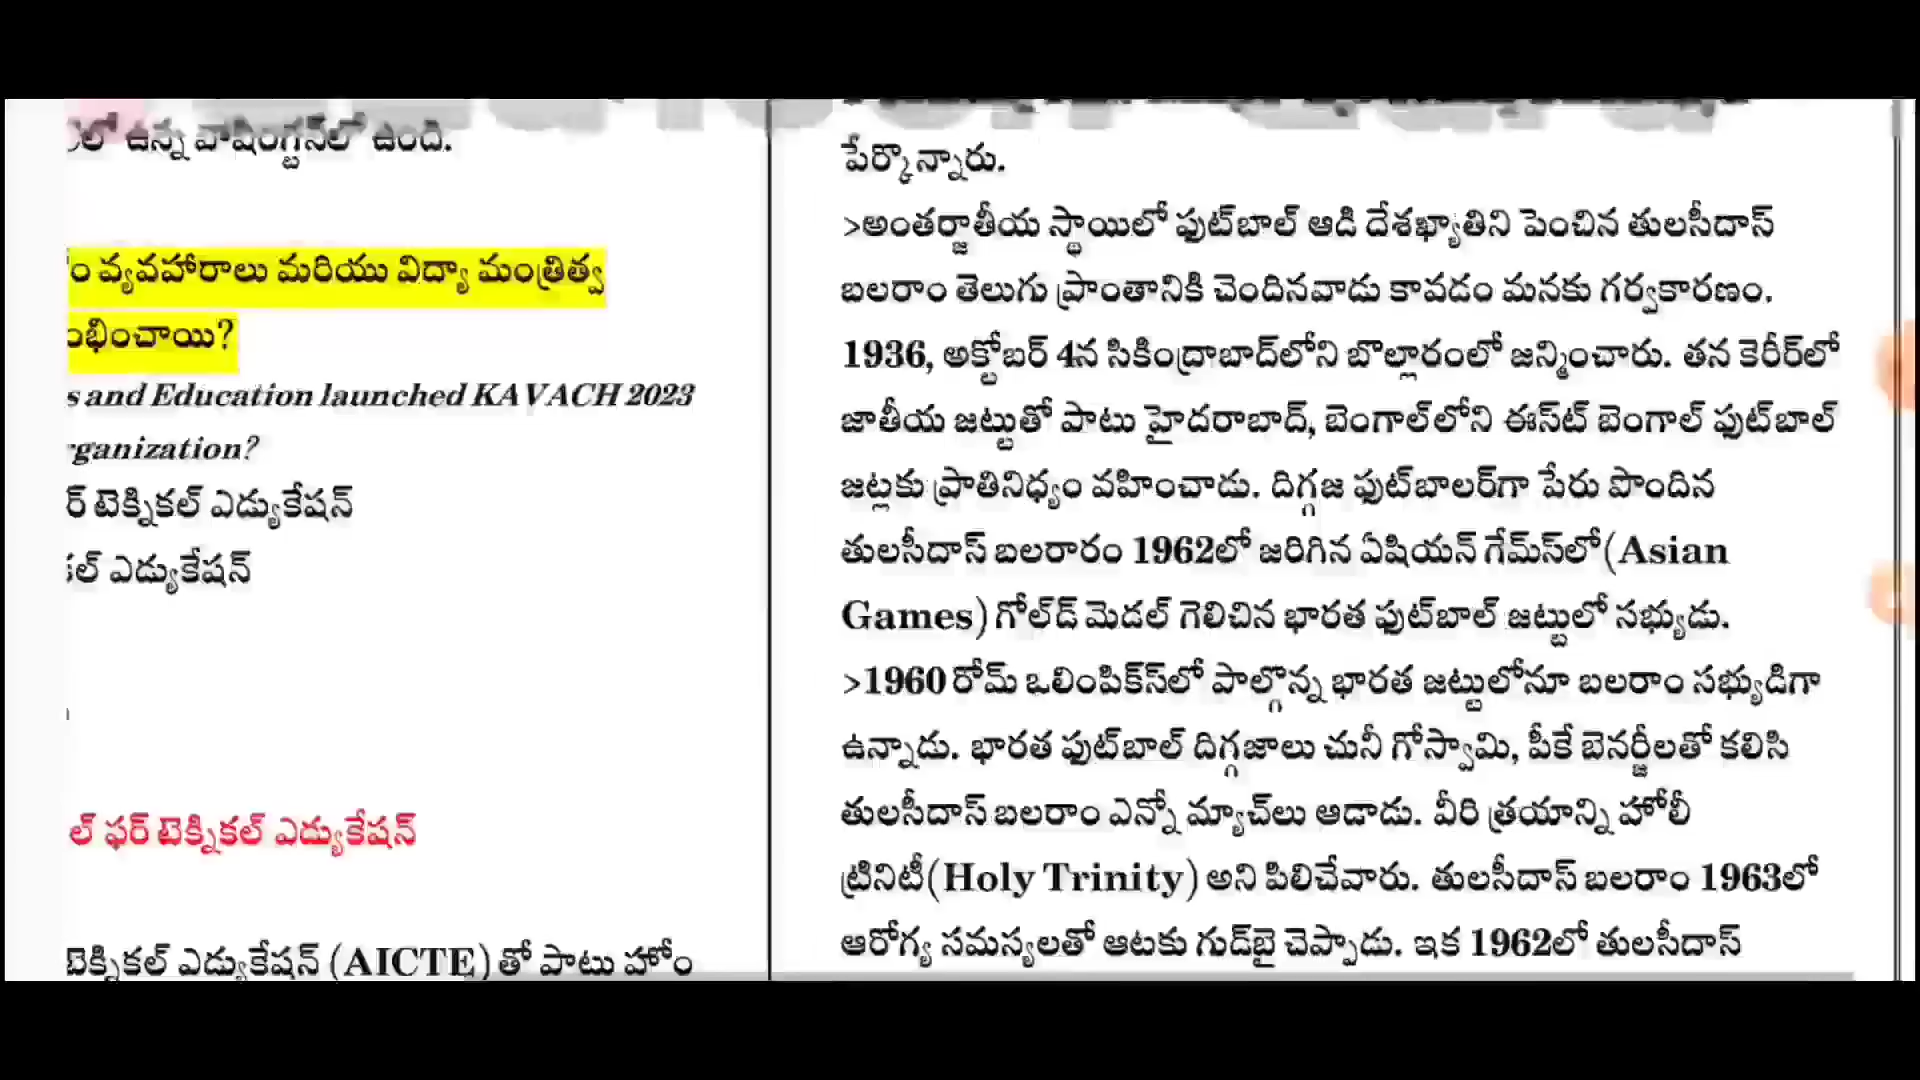 లో ఉన్న వాషింగ్టన్‌లో ఉంది.
వ్యవహారాలు మరియు విద్యా మంత్రిత్వ
s and Education launched KAVACH 2023
rganization?
ర్ టెక్నికల్ ఎడ్యుకేషన్
కల్ ఎడ్యుకేషన్
ల్ ఫర్ టెక్నికల్ ఎడ్యుకేషన్
టెక్నికల్ ఎడ్యుకేషన్ (AICTE) తో పాటు హోం
పేర్కొన్నారు.
>అంతర్జాతీయ స్థాయిలో ఫుట్‌బాల్ ఆడి దేశఖ్యాతిని పెంచిన తులసీదాస్
బలరాం తెలుగు ప్రాంతానికి చెందినవాడు కావడం మనకు గర్వకారణం.
1936, అక్టోబర్ 4న సికింద్రాబాద్‌లోని బొల్లారంలో జన్మించారు. తన కెరీర్‌లో
జాతీయ జట్టుతో పాటు హైదరాబాద్, బెంగాల్‌లోని ఈస్ట్ బెంగాల్ ఫుట్‌బాల్
జట్లకు ప్రాతినిధ్యం వహించాడు. దిగ్గజ ఫుట్‌బాలర్‌గా పేరు పొందిన
తులసీదాస్ బలరారం 1962లో జరిగిన ఏషియన్ గేమ్స్‌లో(Asian
Games) గోల్డ్ మెడల్ గెలిచిన భారత ఫుట్‌బాల్ జట్టులో సభ్యుడు.
>1960 రోమ్ ఒలింపిక్స్‌లో పాల్గొన్న భారత జట్టులోనూ బలరాం సభ్యుడిగా
ఉన్నాడు. భారత ఫుట్‌బాల్ దిగ్గజాలు చునీ గోస్వామి, పీకే బెనర్జీలతో కలిసి
తులసీదాస్ బలరాం ఎన్నో మ్యాచ్‌లు ఆడాడు. వీరి త్రయాన్ని హోలీ
ట్రినిటీ(Holy Trinity) అని పిలిచేవారు. తులసీదాస్ బలరాం 1963లో
ఆరోగ్య సమస్యలతో ఆటకు గుడ్‌బై చెప్పాడు. ఇక 1962లో తులసీదాస్